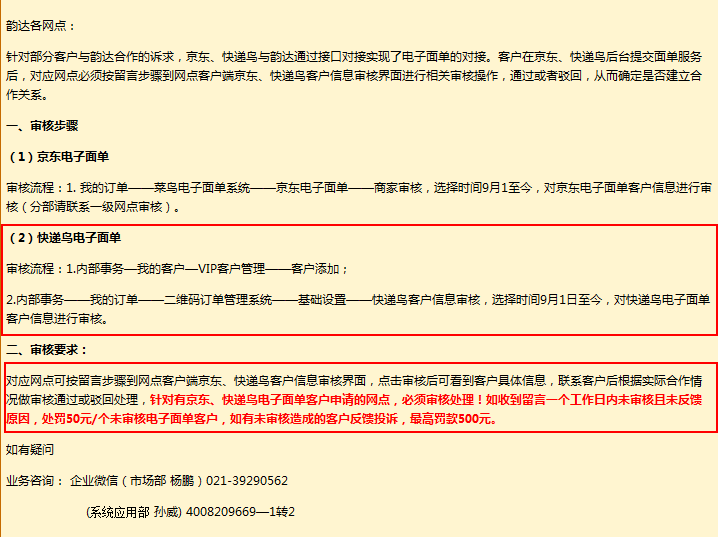 韵达各网点：
针对部分客户与韵达合作的诉求，京东、快递鸟与韵达通过接口对接实现了电子面单的对接。客户在京东、快递鸟后台提交面单服务
后，对应网点必须按留言步骤到网点客户端京东、快递鸟客户信息审核界面进行相关审核操作，通过或者驳回，从而确定是否建立合
作关系。
一、审核步骤
（1）京东电子面单
审核流程：1. 我的订单——菜鸟电子面单系统——京东电子面单——商家审核，选择时间9月1至今，对京东电子面单客户信息进行审
核（分部请联系一级网点审核）。
（2）快递鸟电子面单
审核流程：1.内部事务—我的客户—VIP客户管理——客户添加；
2.内部事务——我的订单——二维码订单管理系统——基础设置——快递鸟客户信息审核，选择时间9月1日至今，对快递鸟电子面单
客户信息进行审核。
二、审核要求：
对应网点可按留言步骤到网点客户端京东、快递鸟客户信息审核界面，点击审核后可看到客户具体信息，联系客户后根据实际合作情
况做审核通过或驳回处理，针对有京东、快递鸟电子面单客户申请的网点，必须审核处理！如收到留言一个工作日内未审核且未反馈
原因，处罚50元/个未审核电子面单客户，如有未审核造成的客户反馈投诉，最高罚款500元。
如有疑问
业务咨询： 企业微信（市场部 杨鹏）021-39290562
(系统应用部 孙威) 4008209669—1转2